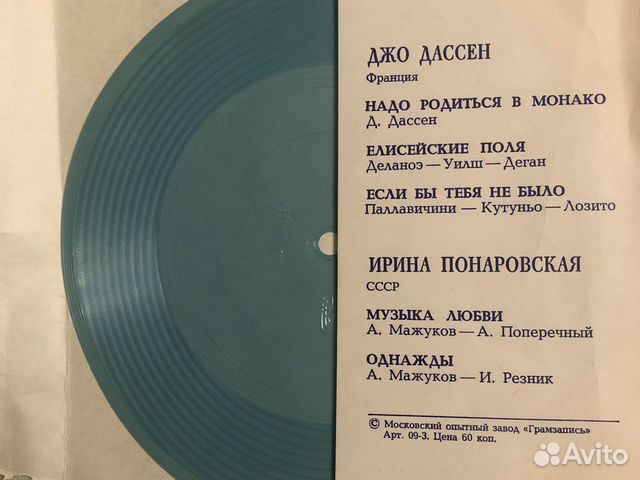 ДЖО ДАССЕН
Франция
НАДО РОДИТЬСЯ В МОНАКО
Д. Дассен
ЕЛИСЕЙСКИЕ ПОЛЯ
Деланоэ — Уилш — Деган
ЕСЛИ БЫ ТЕБЯ НЕ БЫЛО
Паллавичини — Кутуньо — Лозито
ИРИНА ПОНАРОВСКАЯ
СССР
МУЗЫКА ЛЮБВИ
А. Мажуков — А. Поперечный
ОДНАЖДЫ
А. Мажуков — И. Резник
© Московский опытный завод «Грамзапись»
Арт. 09-3. Цена 60 коп.
Avito